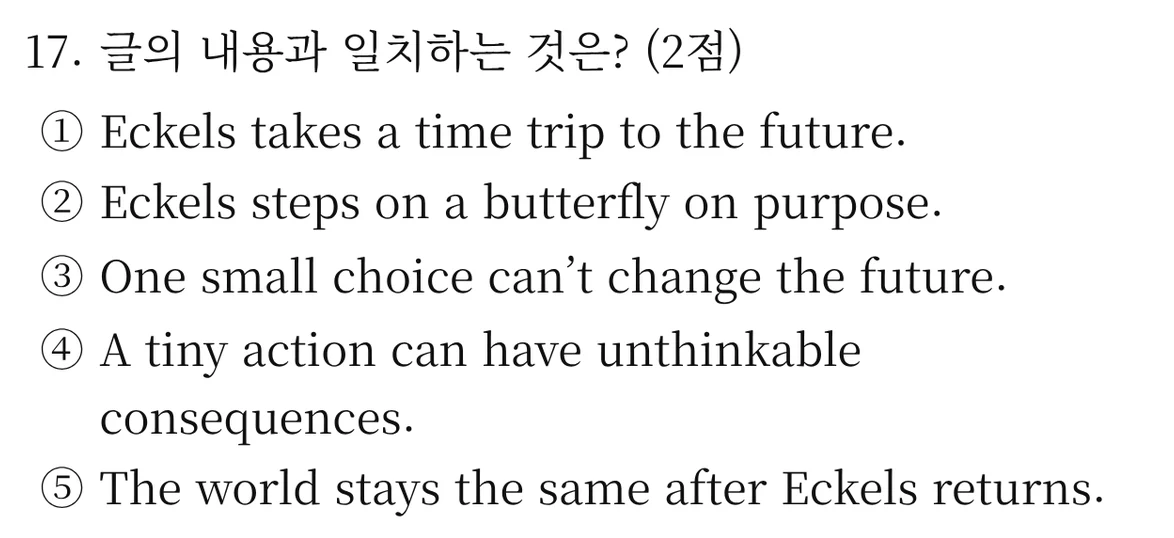 17. 글의 내용과 일치하는 것은? (2점)
① Eckels takes a time trip to the future.
② Eckels steps on a butterfly on purpose.
③ One small choice can’t change the future.
④ A tiny action can have unthinkable
consequences.
⑤ The world stays the same after Eckels returns.